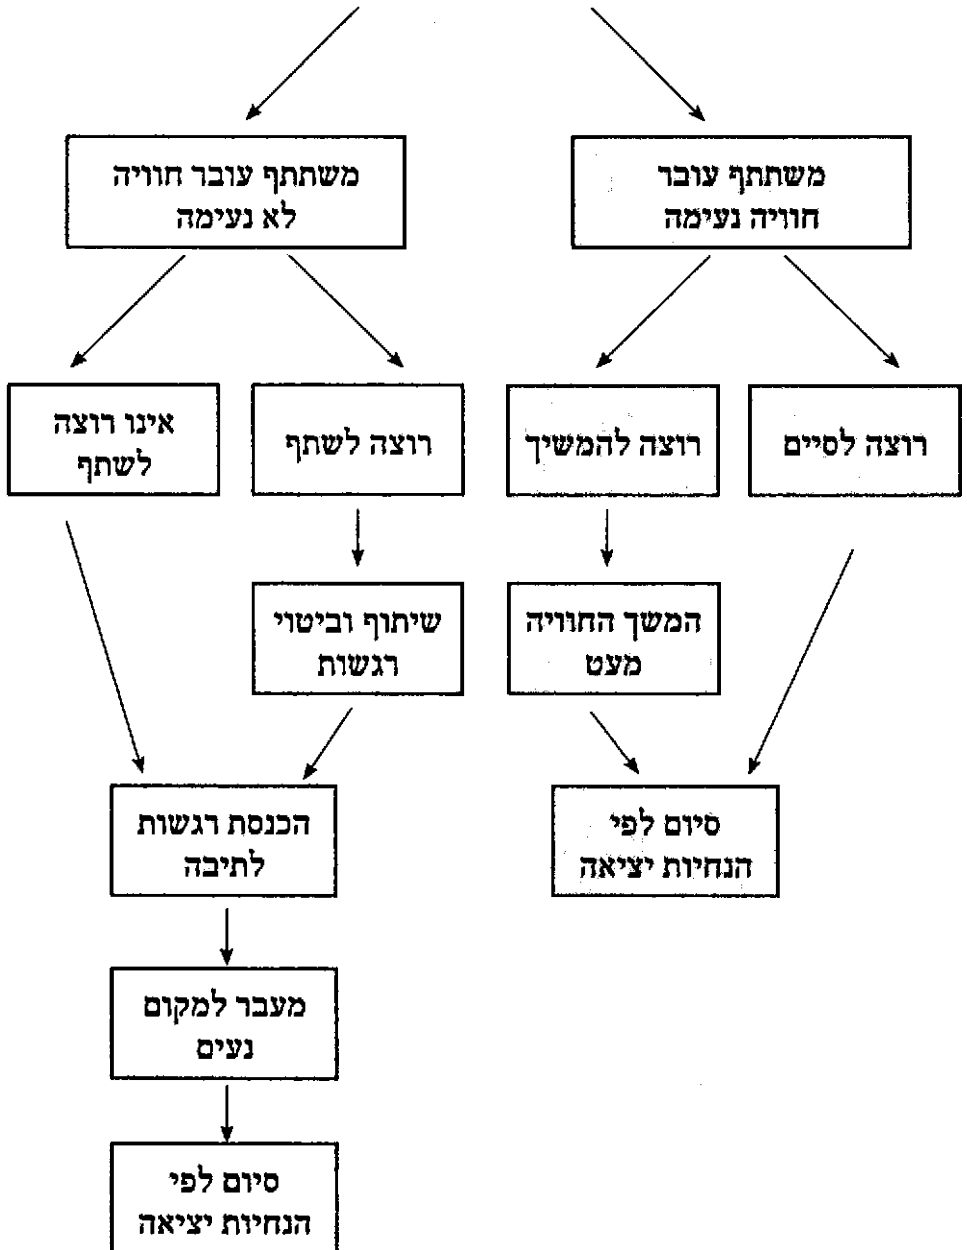 משתתף עובר
חוויה נעימה
משתתף עובר חוויה
לא נעימה
רוצה לסיים
רוצה להמשיך
רוצה לשתף
אינו רוצה
לשתף
המשך החוויה
מעט
שיתוף וביטוי
רגשות
סיום לפי
הנחיות יציאה
הכנסת רגשות
לתיבה
מעבר למקום
נעים
סיום לפי
הנחיות יציאה